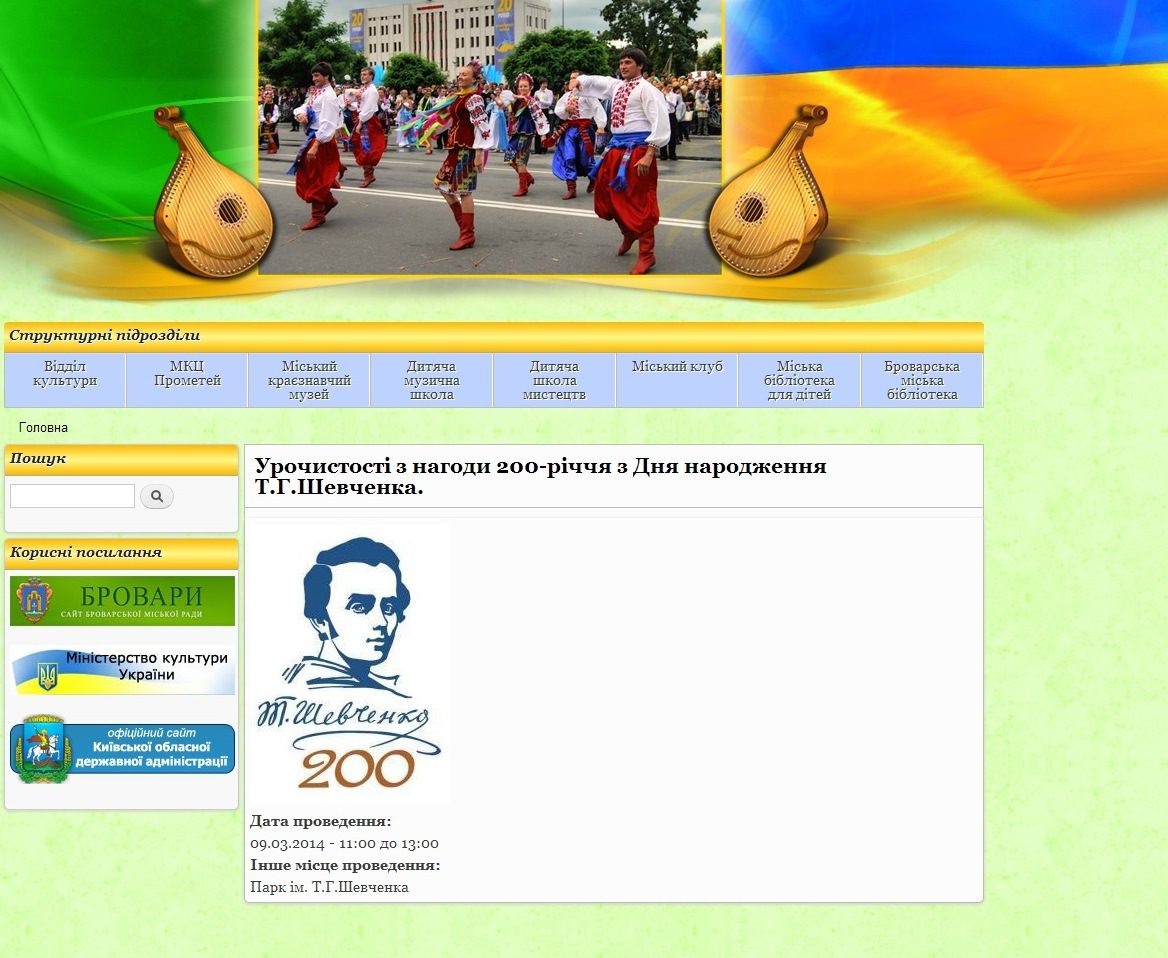 20
РОКІВ
20
РОКІВ
Структурні підрозділи
Відділ
культури
МКЦ
Прометей
Міський
краєзнавчий
музей
Дитяча
музична
школа
Дитяча
школа
мистецтв
Міський клуб
Міська
бібліотека
для дітей
Броварська
міська
бібліотека
Головна
Пошук
Корисні посилання
БРОВАРИ
САЙТ БРОВАРСЬКОЇ МІСЬКОЇ РАДИ
Міністерство культури
України
офіційний сайт
Київської обласної
державної адміністрації
Урочистості з нагоди 200-річчя з Дня народження
Т.Г.Шевченка.
Т.Шевченко
200
Дата проведення:
09.03.2014 - 11:00 до 13:00
Інше місце проведення:
Парк ім. Т.Г.Шевченка